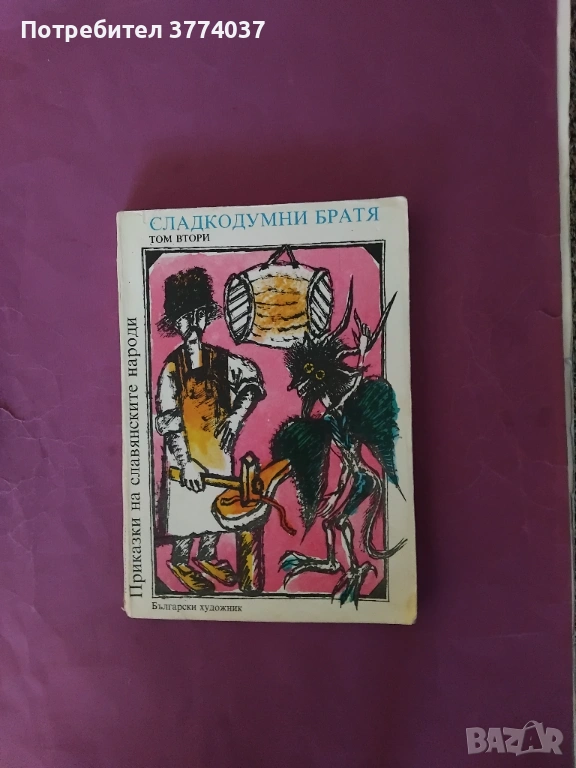 Потребител 3774037
СЛАДКОДУМНИ БРАТЯ
ТОМ ВТОРИ
Приказки на славянските народи
Български художник
BAZAR